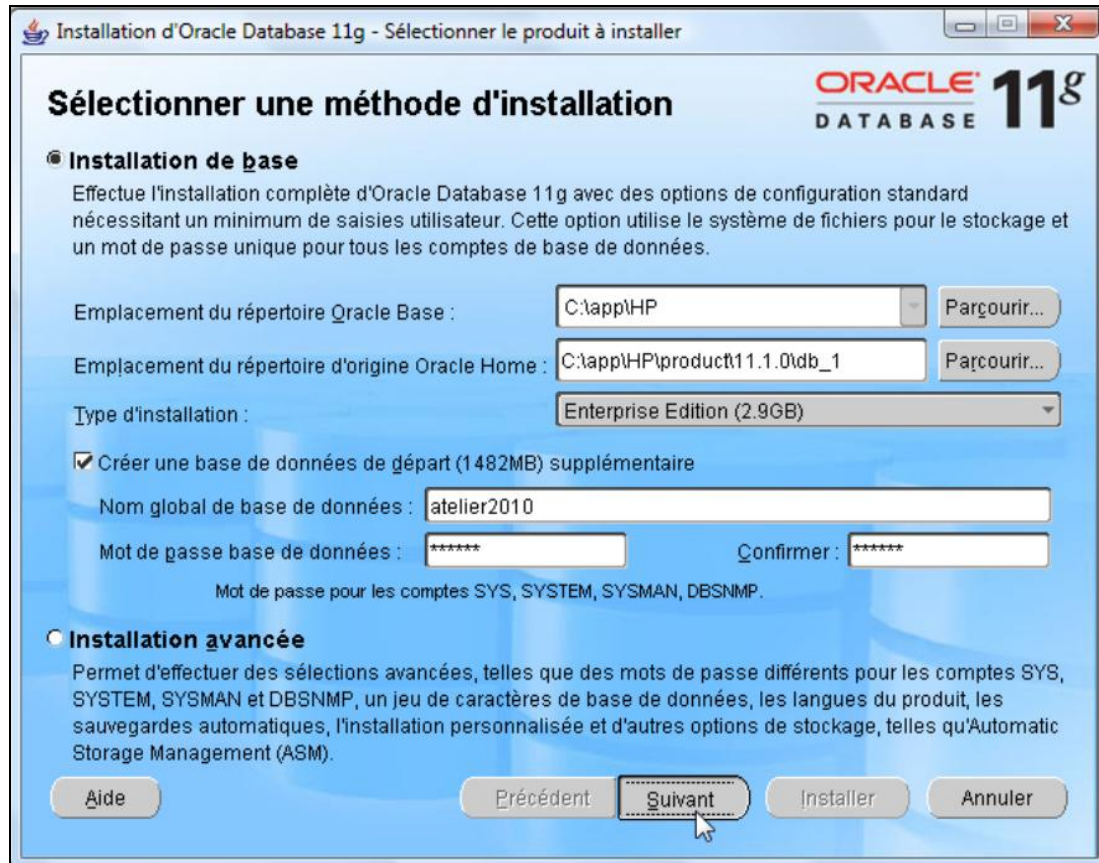 Installation d'Oracle Database 11g - Sélectionner le produit à installer
Sélectionner une méthode d'installation
ORACLE 11g
DATABASE
Installation de base
Effectue l'installation complète d'Oracle Database 11g avec des options de configuration standard
nécessitant un minimum de saisies utilisateur. Cette option utilise le système de fichiers pour le stockage et
un mot de passe unique pour tous les comptes de base de données.
Emplacement du répertoire Oracle Base : C:\app\HP Parcourir...
Emplacement du répertoire d'origine Oracle Home : C:\app\HP\product\11.1.0\db_1 Parcourir...
Type d'installation : Enterprise Edition (2.9GB)
Créer une base de données de départ (1482MB) supplémentaire
Nom global de base de données : atelier2010
Mot de passe base de données : ****** Confirmer : ******
Mot de passe pour les comptes SYS, SYSTEM, SYSMAN, DBSNMP.
Installation avancée
Permet d'effectuer des sélections avancées, telles que des mots de passe différents pour les comptes SYS,
SYSTEM, SYSMAN et DBSNMP, un jeu de caractères de base de données, les langues du produit, les
sauvegardes automatiques, l'installation personnalisée et d'autres options de stockage, telles qu'Automatic
Storage Management (ASM).
Aide Précédent Suivant Installer Annuler